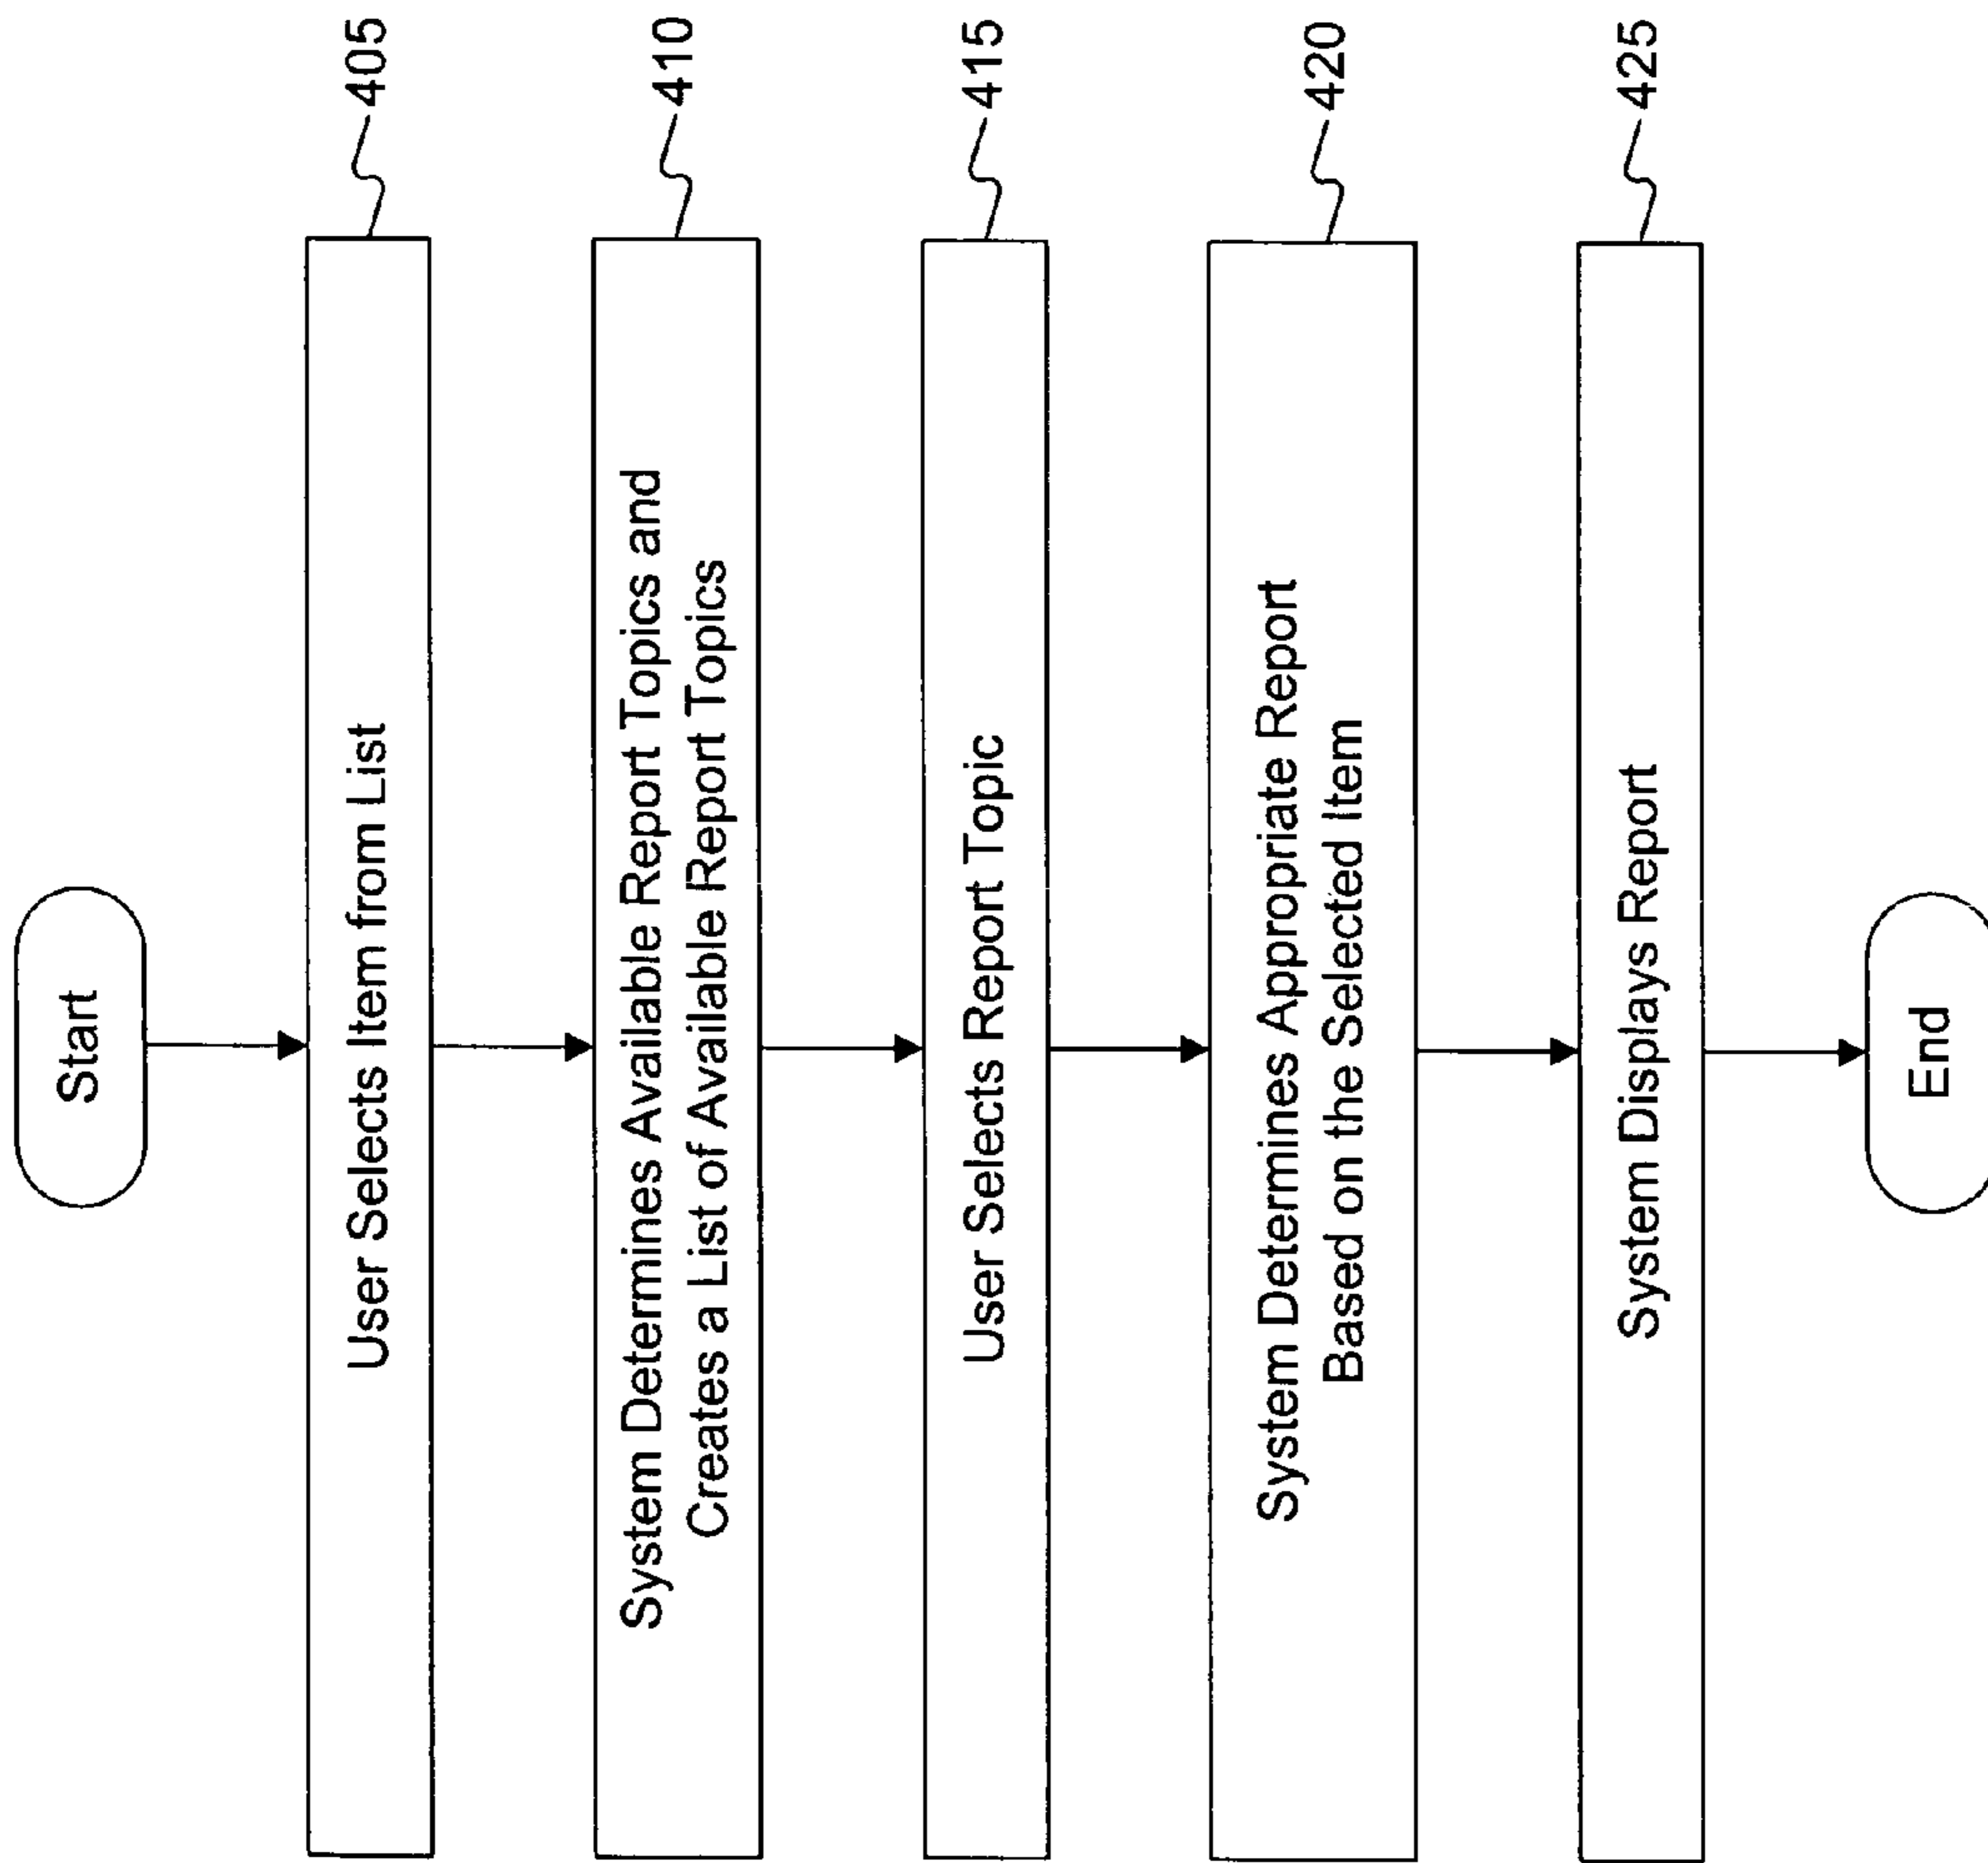 Start
User Selects Item from List
405
System Determines Available Report Topics and
Creates a List of Available Report Topics
410
User Selects Report Topic
415
System Determines Appropriate Report
Based on the Selected Item
420
System Displays Report
425
End